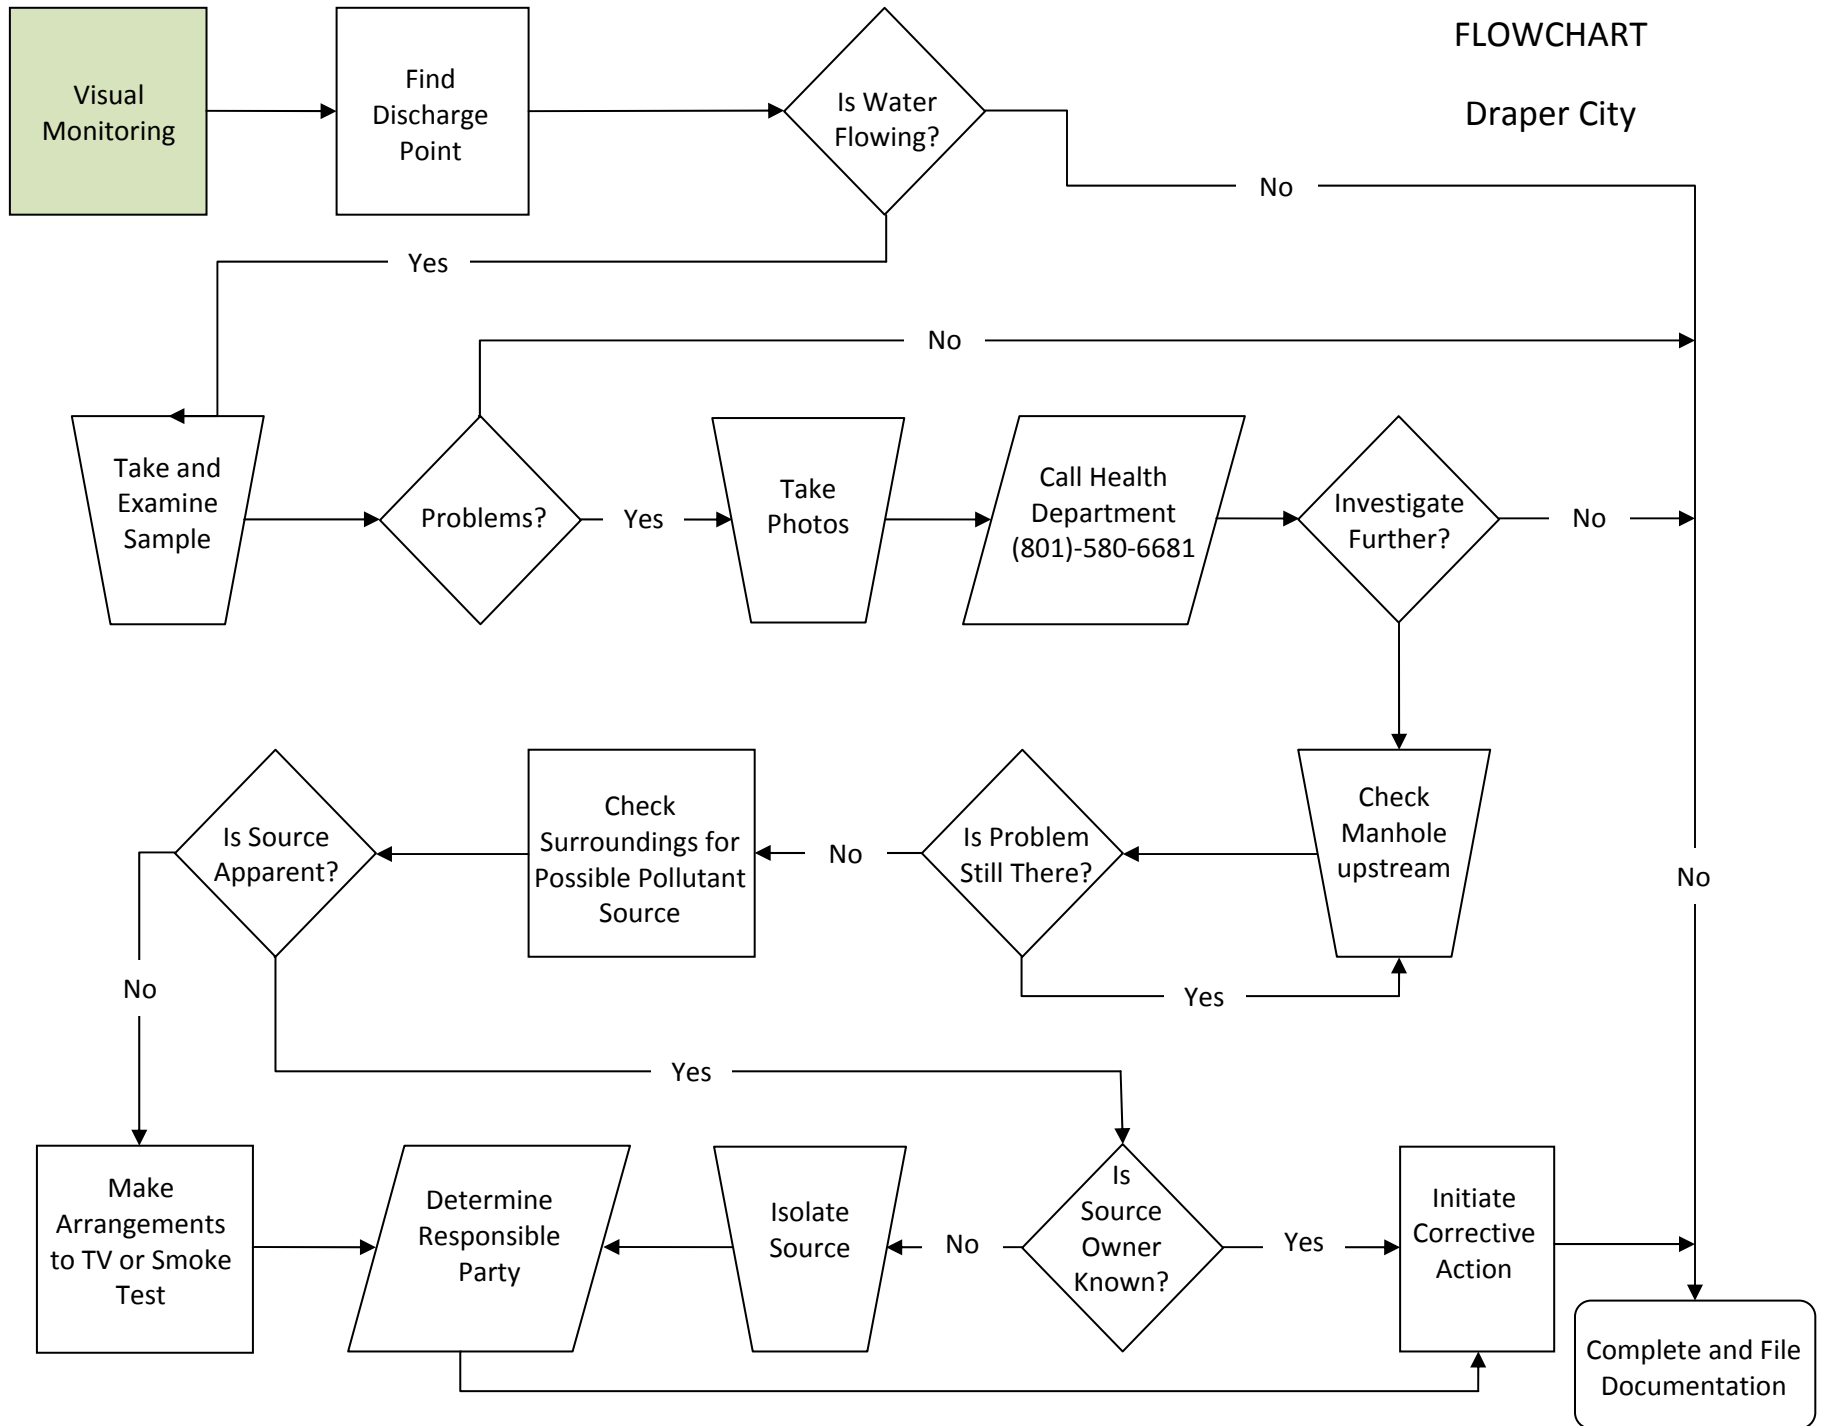 FLOWCHART
Draper City
Visual
Monitoring
Find
Discharge
Point
Is Water
Flowing?
No
Yes
No
Take and
Examine
Sample
Problems?
Yes
Take
Photos
Call Health
Department
(801)-580-6681
Investigate
Further?
No
Is Source
Apparent?
Check
Surroundings for
Possible Pollutant
Source
No
Is Problem
Still There?
Check
Manhole
upstream
No
No
Yes
Yes
Make
Arrangements
to TV or Smoke
Test
Determine
Responsible
Party
Isolate
Source
No
Is
Source
Owner
Known?
Yes
Initiate
Corrective
Action
Complete and File
Documentation